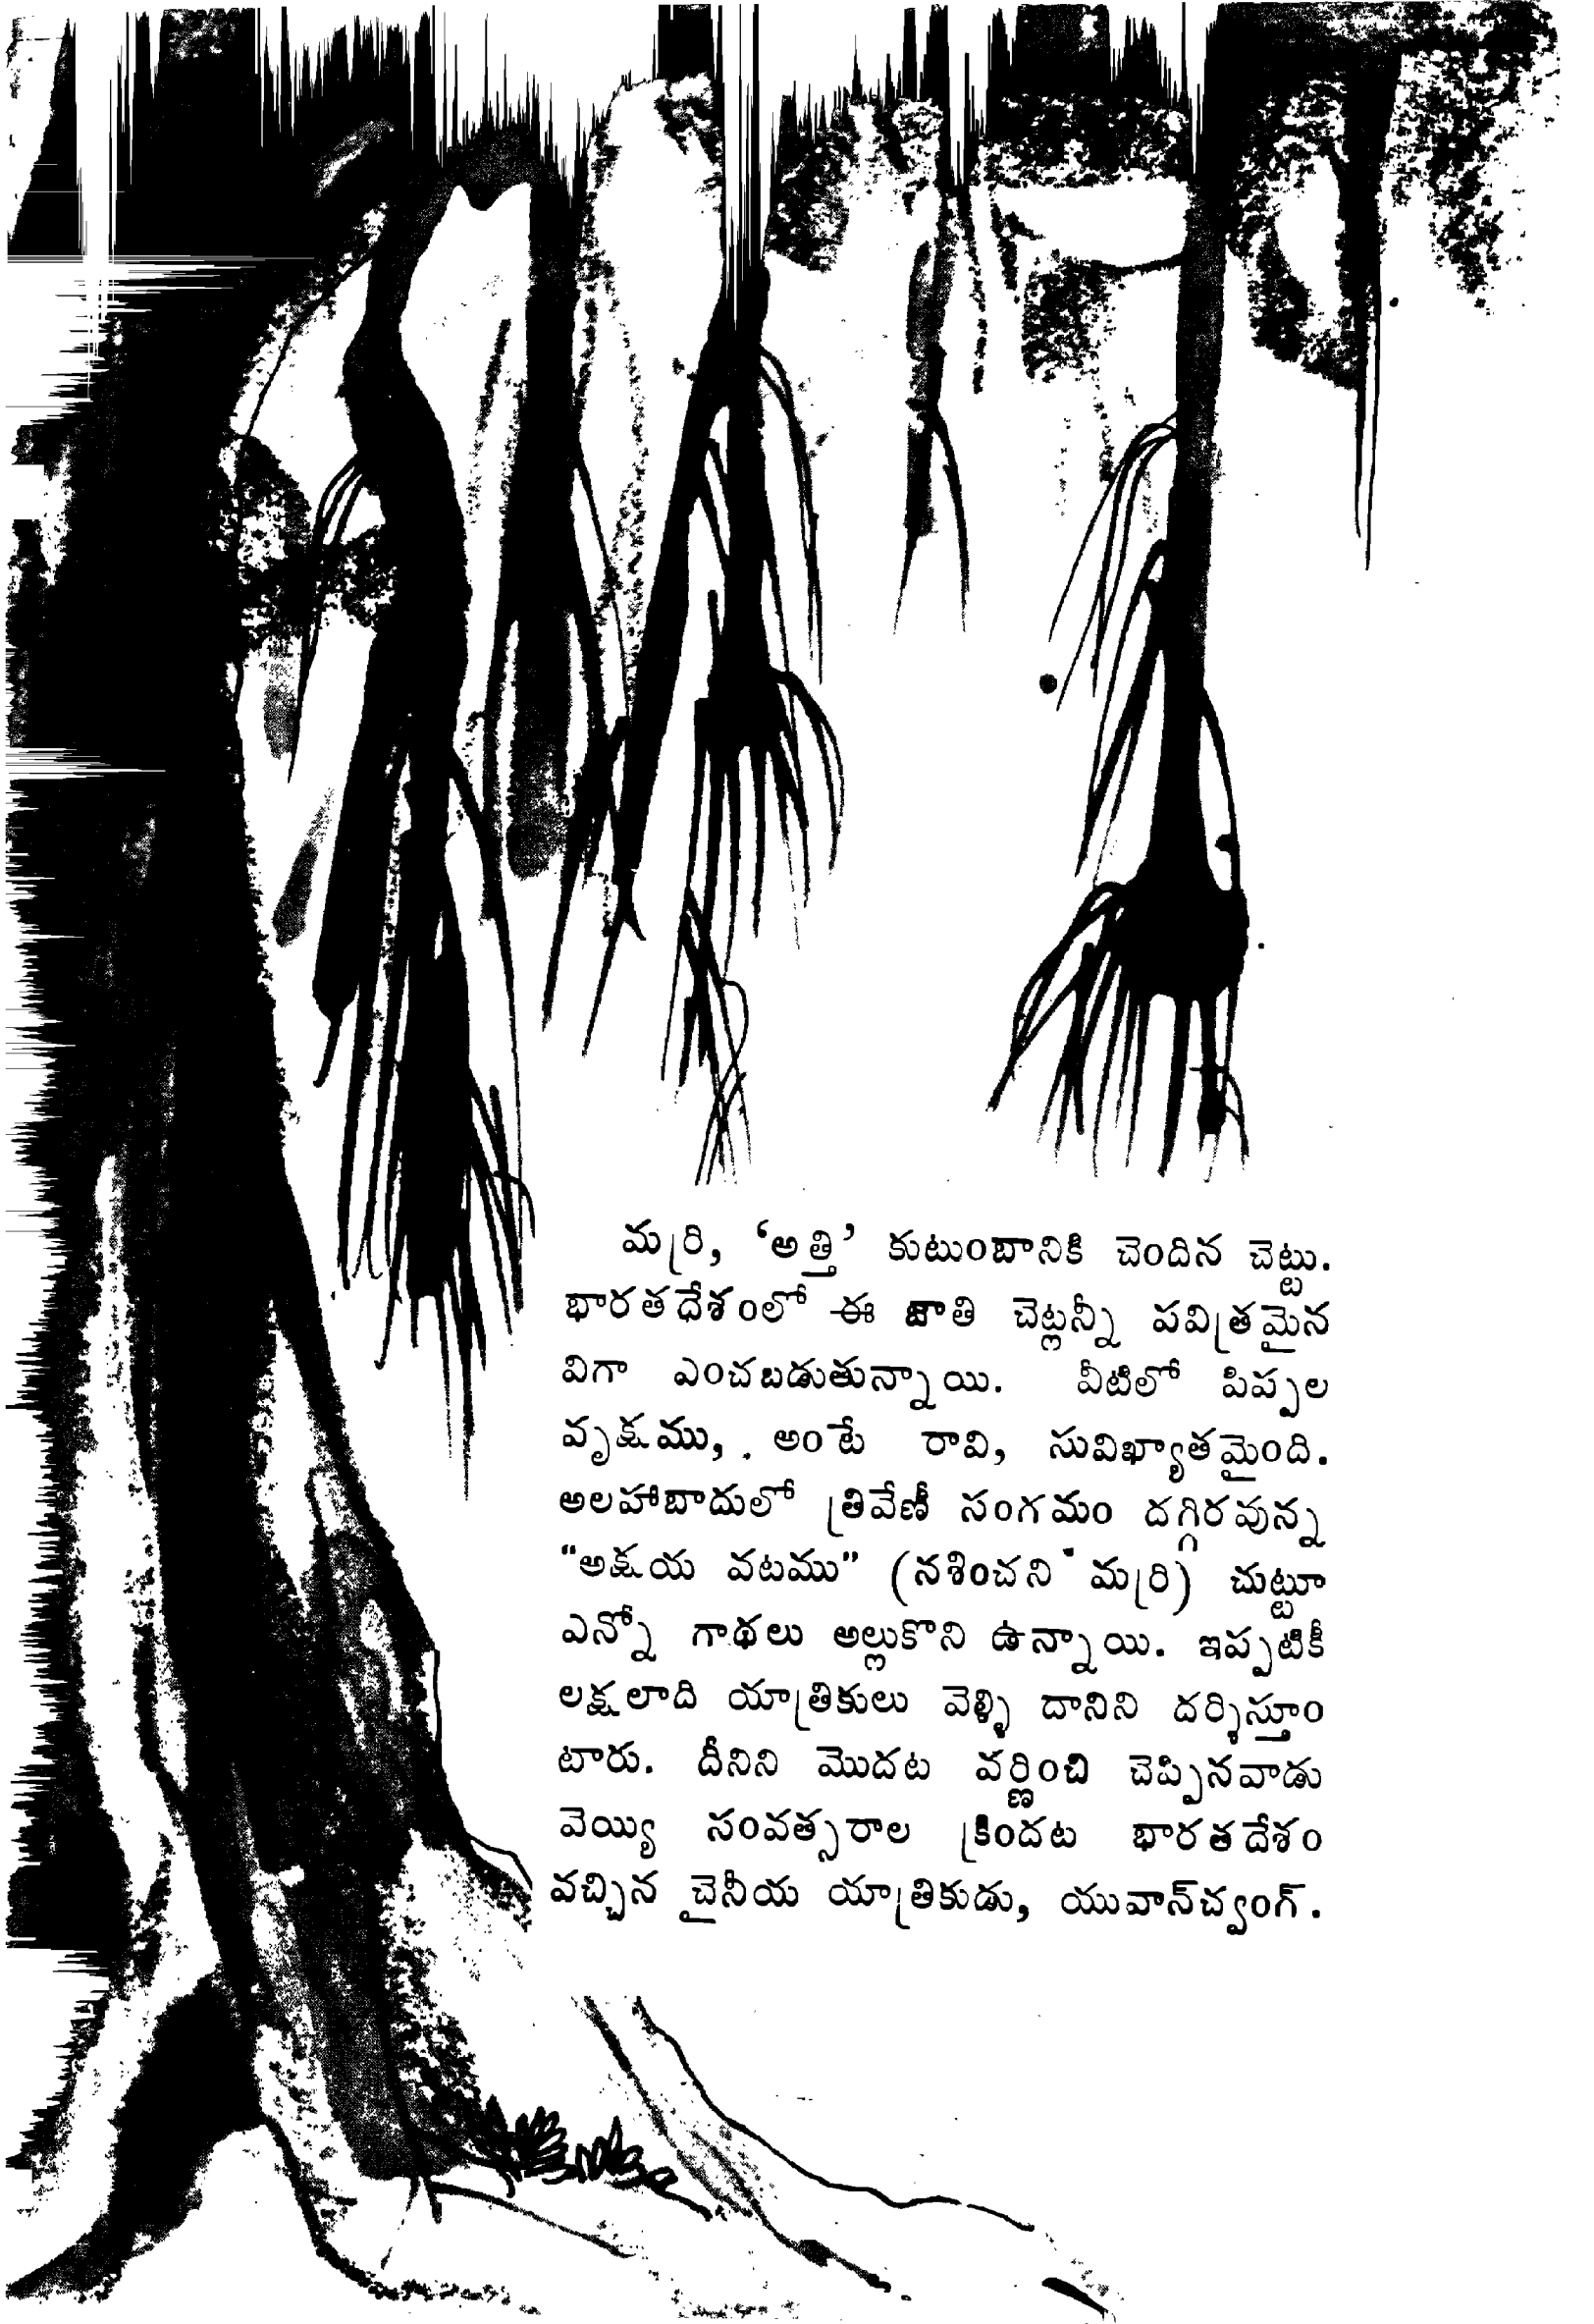 మర్రి, ‘అత్తి’ కుటుంబానికి చెందిన చెట్టు.
భారతదేశంలో ఈ జాతి చెట్లన్నీ పవిత్రమైన
విగా ఎంచబడుతున్నాయి. వీటిలో పిప్పల
వృక్షము, అంటే రావి, సువిఖ్యాతమైంది.
అలహాబాదులో త్రివేణీ సంగమం దగ్గిరవున్న
“అక్షయ వటము” (నశించని మర్రి) చుట్టూ
ఎన్నో గాథలు అల్లుకొని ఉన్నాయి. ఇప్పటికీ
లక్షలాది యాత్రికులు వెళ్ళి దానిని దర్శిస్తూం
టారు. దీనిని మొదట వర్ణించి చెప్పినవాడు
వెయ్యి సంవత్సరాల క్రిందట భారతదేశం
వచ్చిన చైనీయ యాత్రికుడు, యువాన్‌చ్వంగ్.